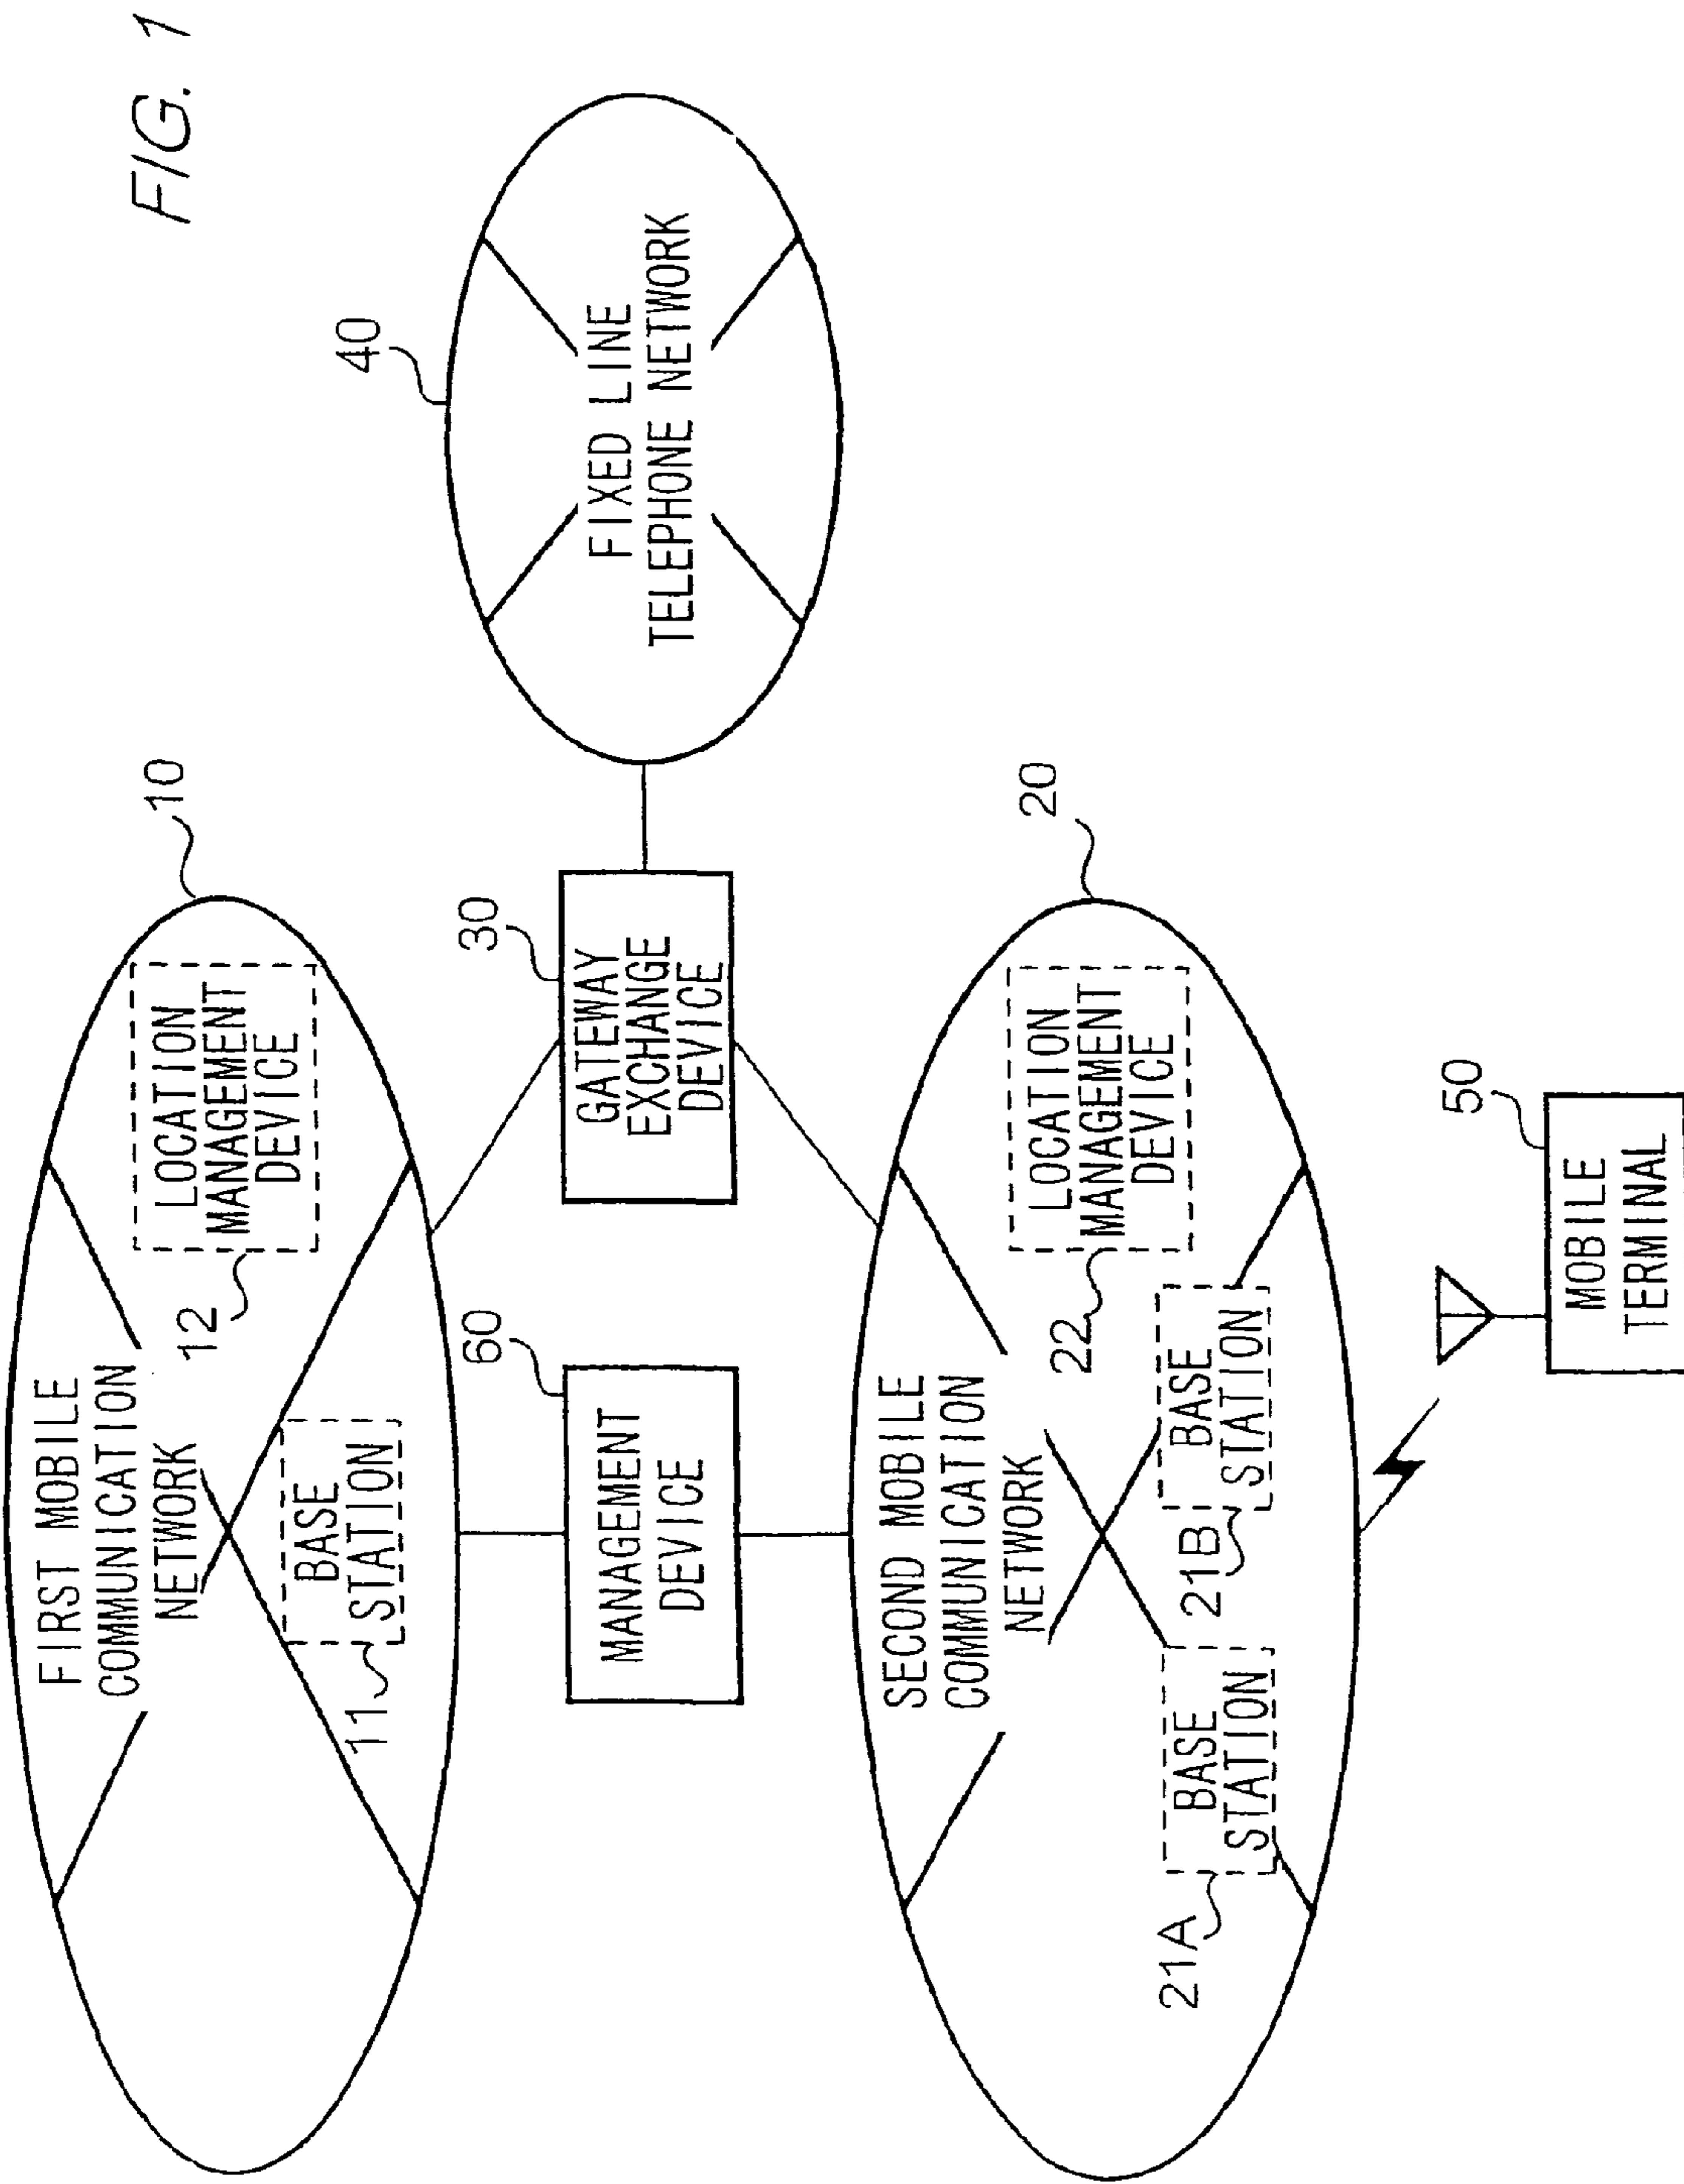 FIG. 1
10
FIRST MOBILE
COMMUNICATION
NETWORK
12
LOCATION
MANAGEMENT
DEVICE
11
BASE
STATION
40
FIXED LINE
TELEPHONE NETWORK
60
MANAGEMENT
DEVICE
30
GATEWAY
EXCHANGE
DEVICE
20
SECOND MOBILE
COMMUNICATION
NETWORK
22
LOCATION
MANAGEMENT
DEVICE
21A
BASE
STATION
21B
BASE
STATION
50
MOBILE
TERMINAL